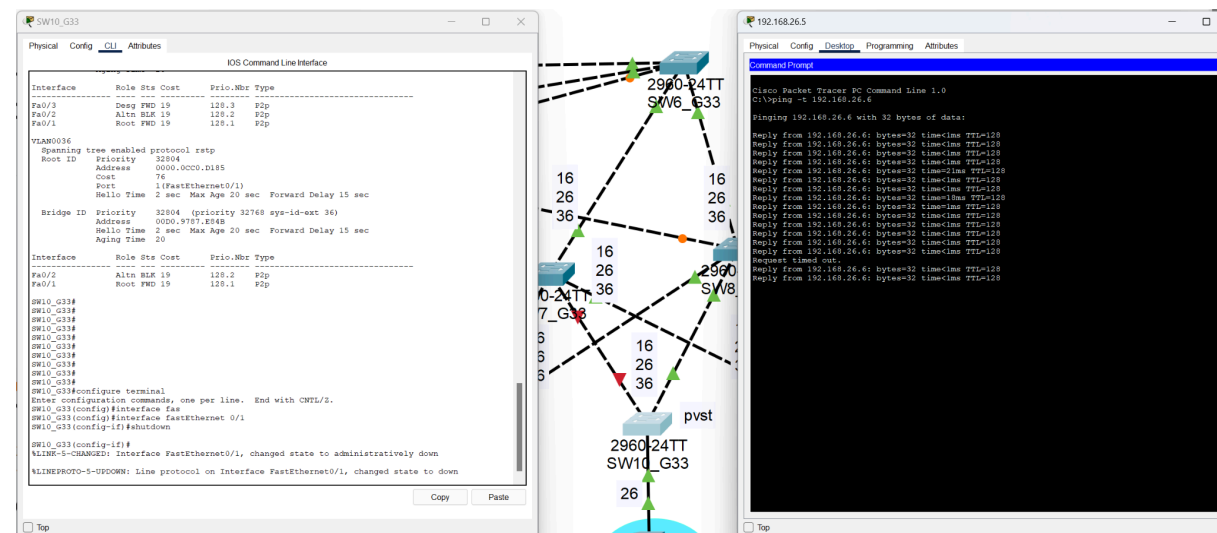 SW10_G33
Physical Config CLI Attributes
IOS Command Line Interface
Interface Role Sts Cost Prio.Nbr Type
---------------- ---- --- --------- -------- --------------------------------
Fa0/3 Desg FWD 19 128.3 P2p
Fa0/2 Altn BLK 19 128.2 P2p
Fa0/1 Root FWD 19 128.1 P2p
VLAN0036
Spanning tree enabled protocol rstp
Root ID Priority 32804
Address 0000.0CC0.D185
Cost 76
Port 1(FastEthernet0/1)
Hello Time 2 sec Max Age 20 sec Forward Delay 15 sec
Bridge ID Priority 32804 (priority 32768 sys-id-ext 36)
Address 00D0.9787.E84B
Hello Time 2 sec Max Age 20 sec Forward Delay 15 sec
Aging Time 20
Interface Role Sts Cost Prio.Nbr Type
---------------- ---- --- --------- -------- --------------------------------
Fa0/2 Altn BLK 19 128.2 P2p
Fa0/1 Root FWD 19 128.1 P2p
SW10_G33#
SW10_G33#
SW10_G33#
SW10_G33#
SW10_G33#
SW10_G33#
SW10_G33#
SW10_G33#
SW10_G33#
SW10_G33#
SW10_G33#configure terminal
Enter configuration commands, one per line. End with CNTL/Z.
SW10_G33(config)#interface fas
SW10_G33(config)#interface fastEthernet 0/1
SW10_G33(config-if)#shutdown
SW10_G33(config-if)#
%LINK-5-CHANGED: Interface FastEthernet0/1, changed state to administratively down
%LINEPROTO-5-UPDOWN: Line protocol on Interface FastEthernet0/1, changed state to down
Copy Paste
Top
2960-24TT
SW6_G33
16
26
36
16
26
36
16
26
36
2960
SW8_
0-24TT
7_G33
6
6
6
16
26
36
pvst
2960-24TT
SW10_G33
26
192.168.26.5
Physical Config Desktop Programming Attributes
Command Prompt
Cisco Packet Tracer PC Command Line 1.0
C:\>ping -t 192.168.26.6
Pinging 192.168.26.6 with 32 bytes of data:
Reply from 192.168.26.6: bytes=32 time<1ms TTL=128
Reply from 192.168.26.6: bytes=32 time<1ms TTL=128
Reply from 192.168.26.6: bytes=32 time<1ms TTL=128
Reply from 192.168.26.6: bytes=32 time<1ms TTL=128
Reply from 192.168.26.6: bytes=32 time=21ms TTL=128
Reply from 192.168.26.6: bytes=32 time<1ms TTL=128
Reply from 192.168.26.6: bytes=32 time<1ms TTL=128
Reply from 192.168.26.6: bytes=32 time=18ms TTL=128
Reply from 192.168.26.6: bytes=32 time=1ms TTL=128
Reply from 192.168.26.6: bytes=32 time<1ms TTL=128
Reply from 192.168.26.6: bytes=32 time<1ms TTL=128
Reply from 192.168.26.6: bytes=32 time<1ms TTL=128
Reply from 192.168.26.6: bytes=32 time<1ms TTL=128
Reply from 192.168.26.6: bytes=32 time<1ms TTL=128
Request timed out.
Reply from 192.168.26.6: bytes=32 time<1ms TTL=128
Reply from 192.168.26.6: bytes=32 time<1ms TTL=128
Top